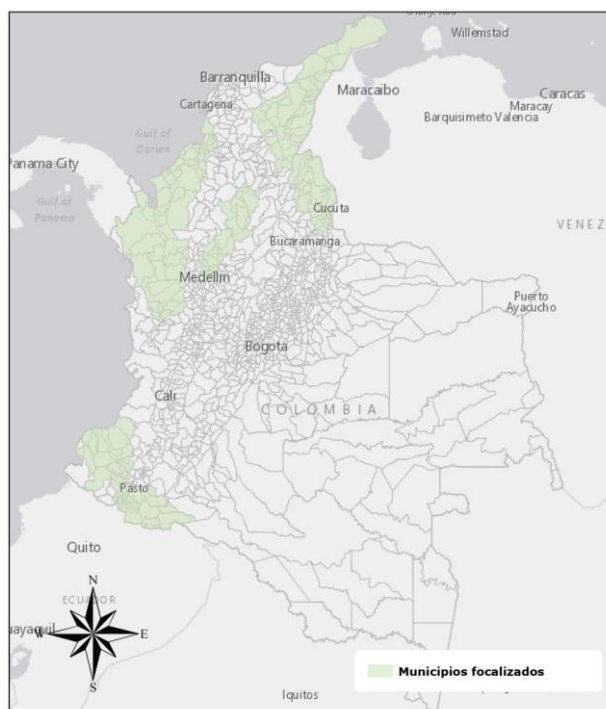 Willemstad
Barranquilla
Cartagena
Maracaibo
Caracas
Maracay
Barquisimeto Valencia
Gulf of
Darien
Panama City
Gulf of
Panama
Cucuta
Bucaramanga
VENEZ
Medellin
Puerto
Ayacucho
Bogota
Cali
COLOMBIA
Pasto
Quito
ECUADOR
N
W
E
S
uayaquil
Municipios focalizados
Iquitos